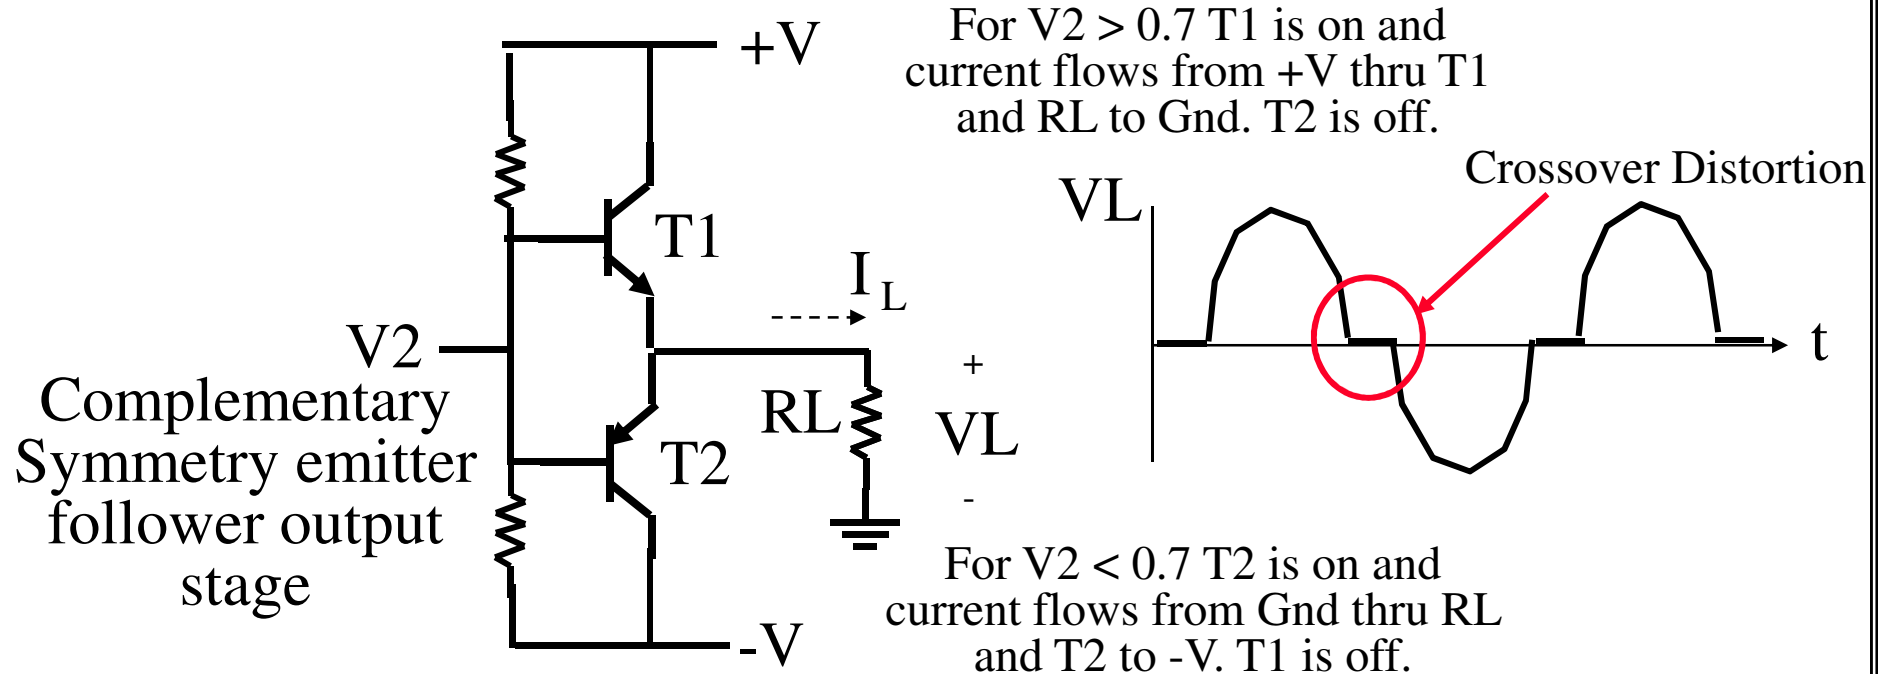 +V
For V2 > 0.7 T1 is on and
current flows from +V thru T1
and RL to Gnd. T2 is off.
Crossover Distortion
VL
T1
I L
V2
t
Complementary
Symmetry emitter
follower output
stage
+
RL
VL
T2
-
For V2 < 0.7 T2 is on and
current flows from Gnd thru RL
and T2 to -V. T1 is off.
-V